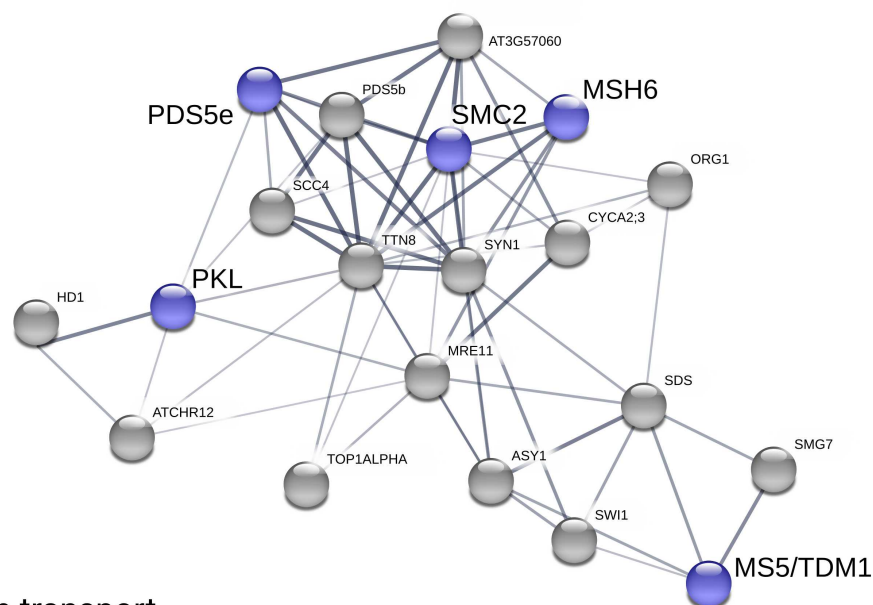 AT3G57060
PDS5b
MSH6
PDS5e
SMC2
ORG1
SCC4
CYCA2;3
TTN8
SYN1
PKL
HD1
MRE11
SDS
ATCHR12
SMG7
TOP1ALPHA
ASY1
SWI1
MS5/TDM1
transport